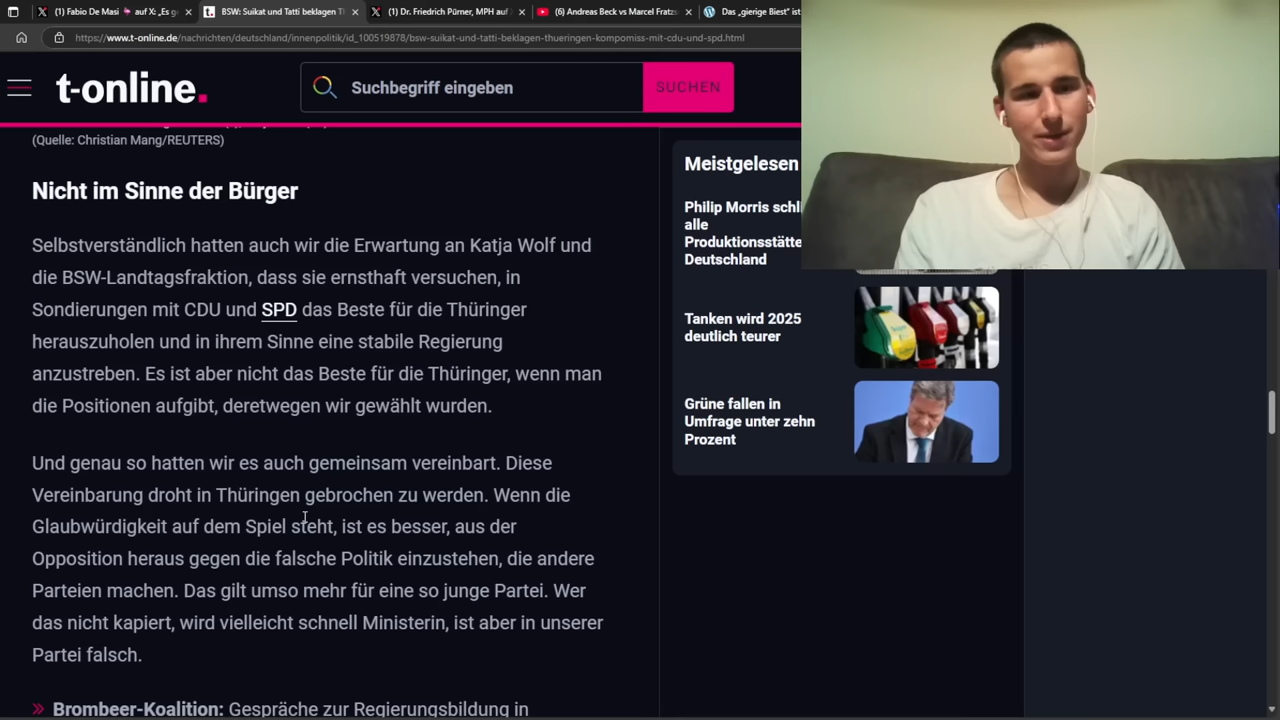 (1) Fabio De Masi 🦩 auf X: „Es g
BSW: Suikat und Tatti beklagen Th
(1) Dr. Friedrich Pürner, MPH auf
(6) Andreas Beck vs Marcel Fratzs
Das „gierige Biest" ist
https://www.t-online.de/nachrichten/deutschland/innenpolitik/id_100519878/bsw-suikat-und-tatti-beklagen-thueringen-kompomiss-mit-cdu-und-spd.html
t-online.
Suchbegriff eingeben
SUCHEN
(Quelle: Christian Mang/REUTERS)
Nicht im Sinne der Bürger
Selbstverständlich hatten auch wir die Erwartung an Katja Wolf und
die BSW-Landtagsfraktion, dass sie ernsthaft versuchen, in
Sondierungen mit CDU und SPD das Beste für die Thüringer
herauszuholen und in ihrem Sinne eine stabile Regierung
anzustreben. Es ist aber nicht das Beste für die Thüringer, wenn man
die Positionen aufgibt, deretwegen wir gewählt wurden.
Und genau so hatten wir es auch gemeinsam vereinbart. Diese
Vereinbarung droht in Thüringen gebrochen zu werden. Wenn die
Glaubwürdigkeit auf dem Spiel steht, ist es besser, aus der
Opposition heraus gegen die falsche Politik einzustehen, die andere
Parteien machen. Das gilt umso mehr für eine so junge Partei. Wer
das nicht kapiert, wird vielleicht schnell Ministerin, ist aber in unserer
Partei falsch.
» Brombeer-Koalition: Gespräche zur Regierungsbildung in
Meistgelesen
Philip Morris schli
alle
Produktionsstätte
Deutschland
Tanken wird 2025
deutlich teurer
Grüne fallen in
Umfrage unter zehn
Prozent